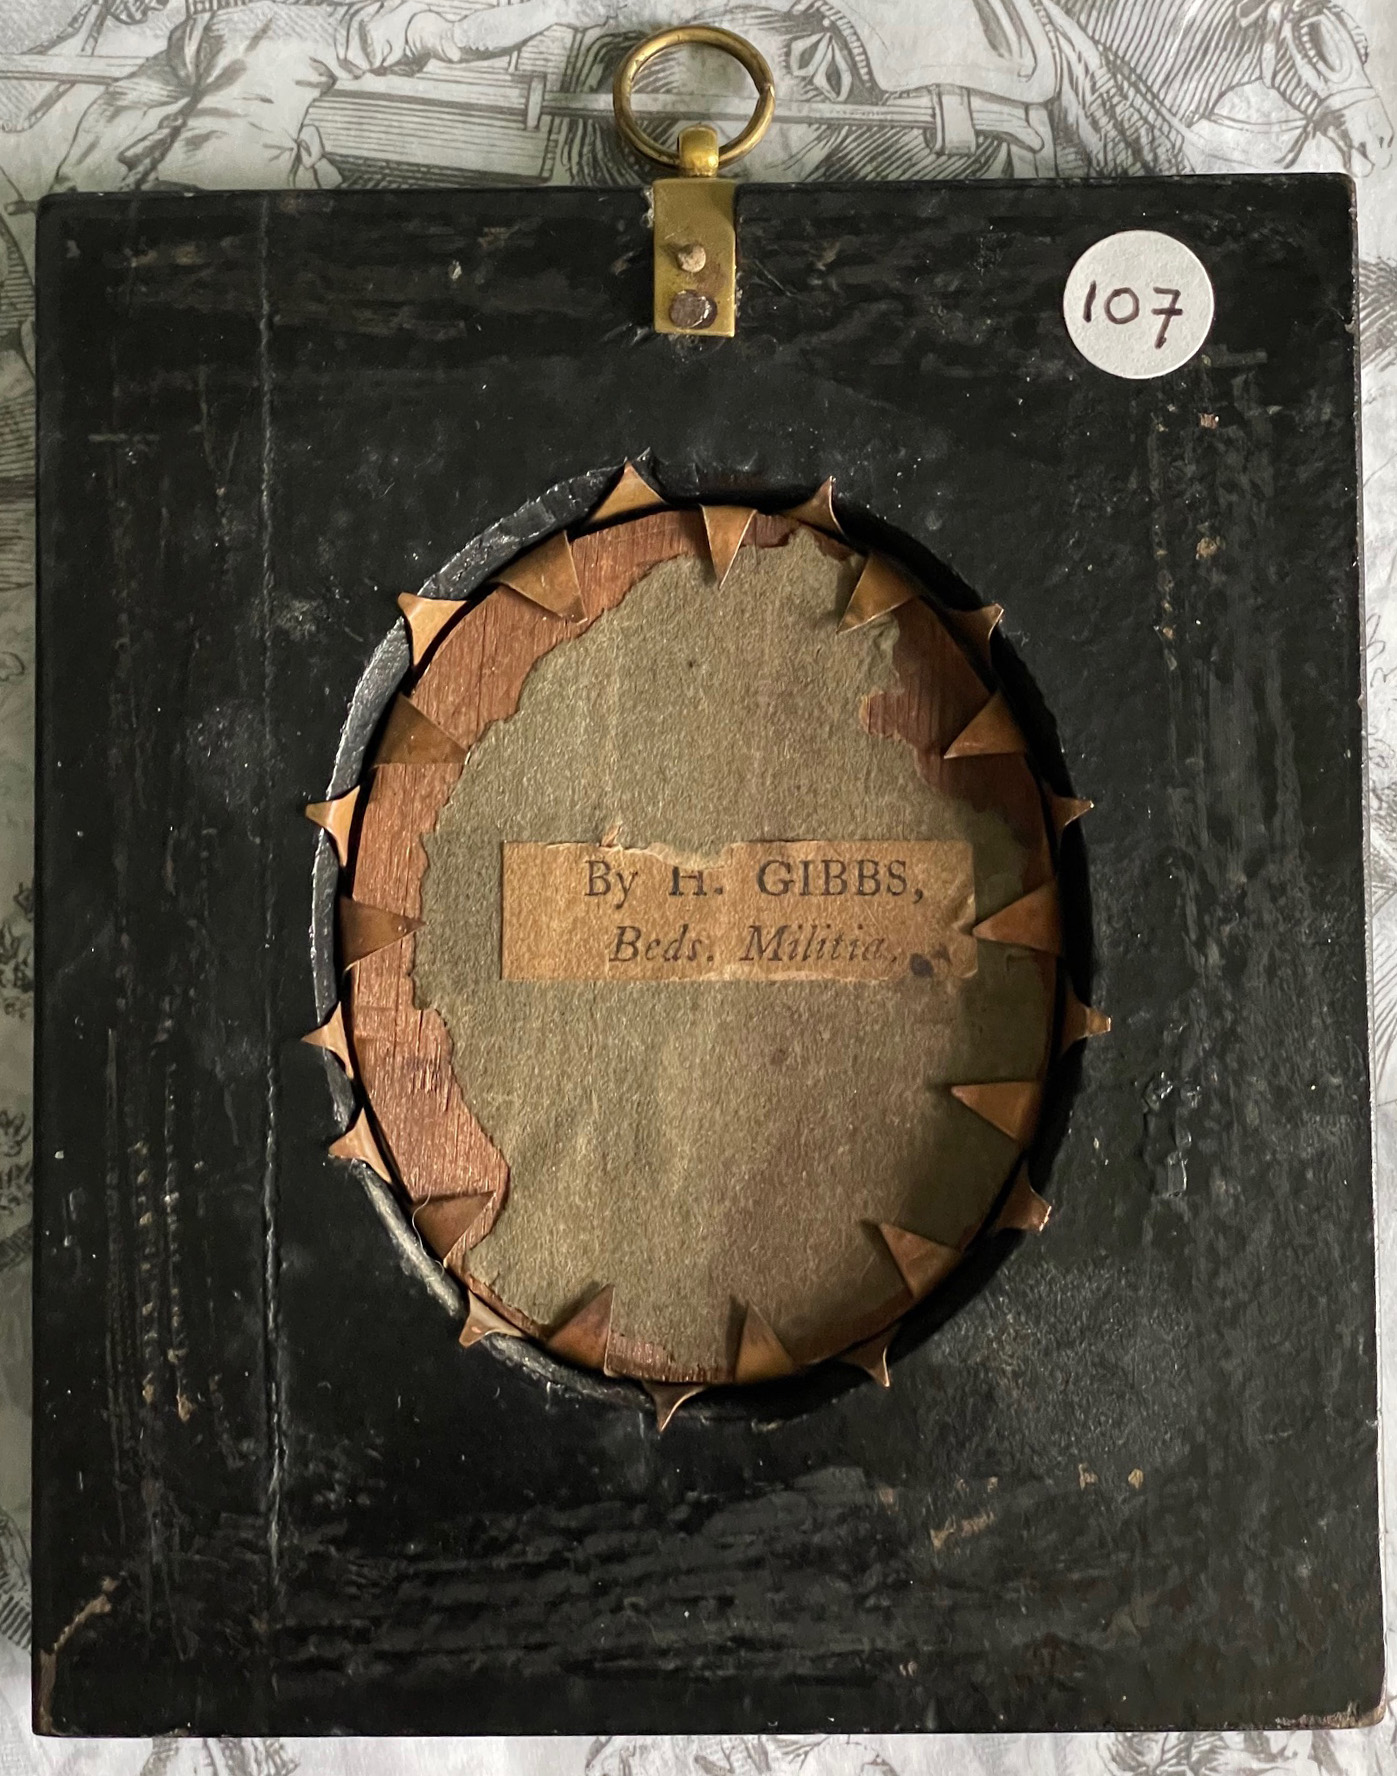 107
By H. GIBBS,
Beds. Militia.